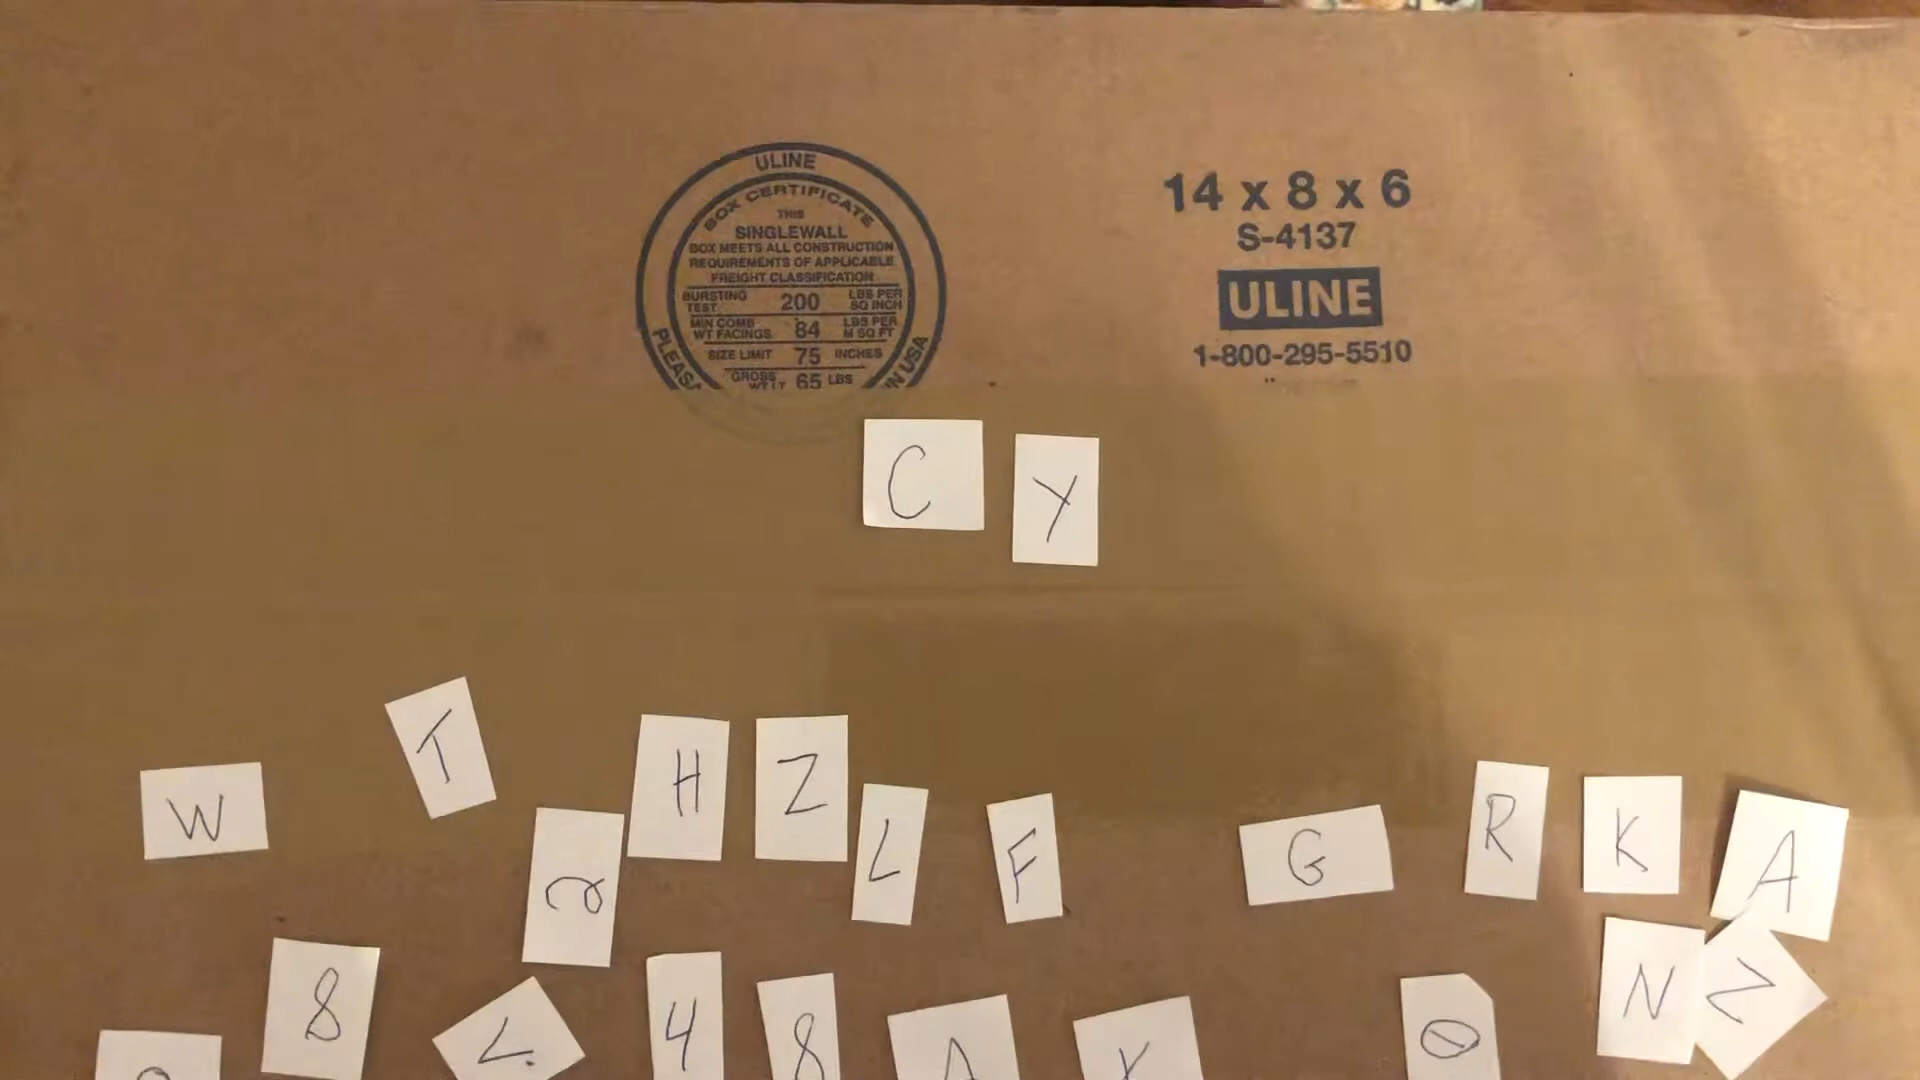 ULINE
BOX CERTIFICATE
THIS
SINGLEWALL
BOX MEETS ALL CONSTRUCTION
REQUIREMENTS OF APPLICABLE
FREIGHT CLASSIFICATION
BURSTING TEST 200 LBS PER SQ INCH
MIN COMB WT FACINGS 84 LBS PER M SQ FT
SIZE LIMIT 75 INCHES
GROSS 65 LBS
IN USA
14 x 8 x 6
S-4137
ULINE
1-800-295-5510
C Y
W T H Z L F G R K A
8 4 8 N Z